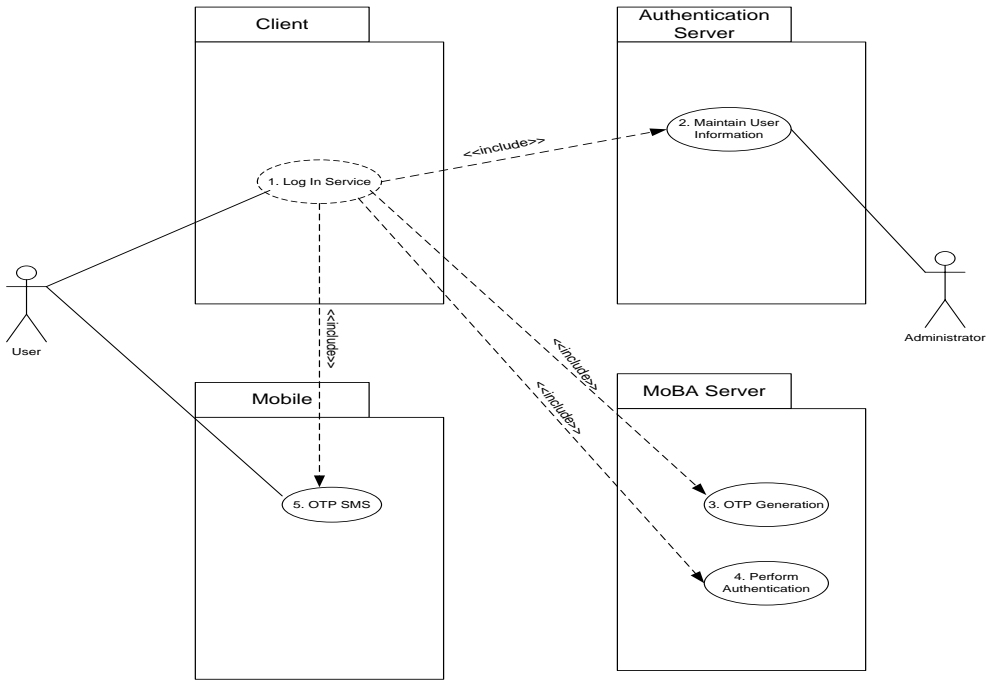 Client
Authentication
Server
2. Maintain User
Information
<<include>>
1. Log In Service
User
Administrator
<<include>>
<<include>>
<<include>>
Mobile
MoBA Server
5. OTP SMS
3. OTP Generation
4. Perform
Authentication